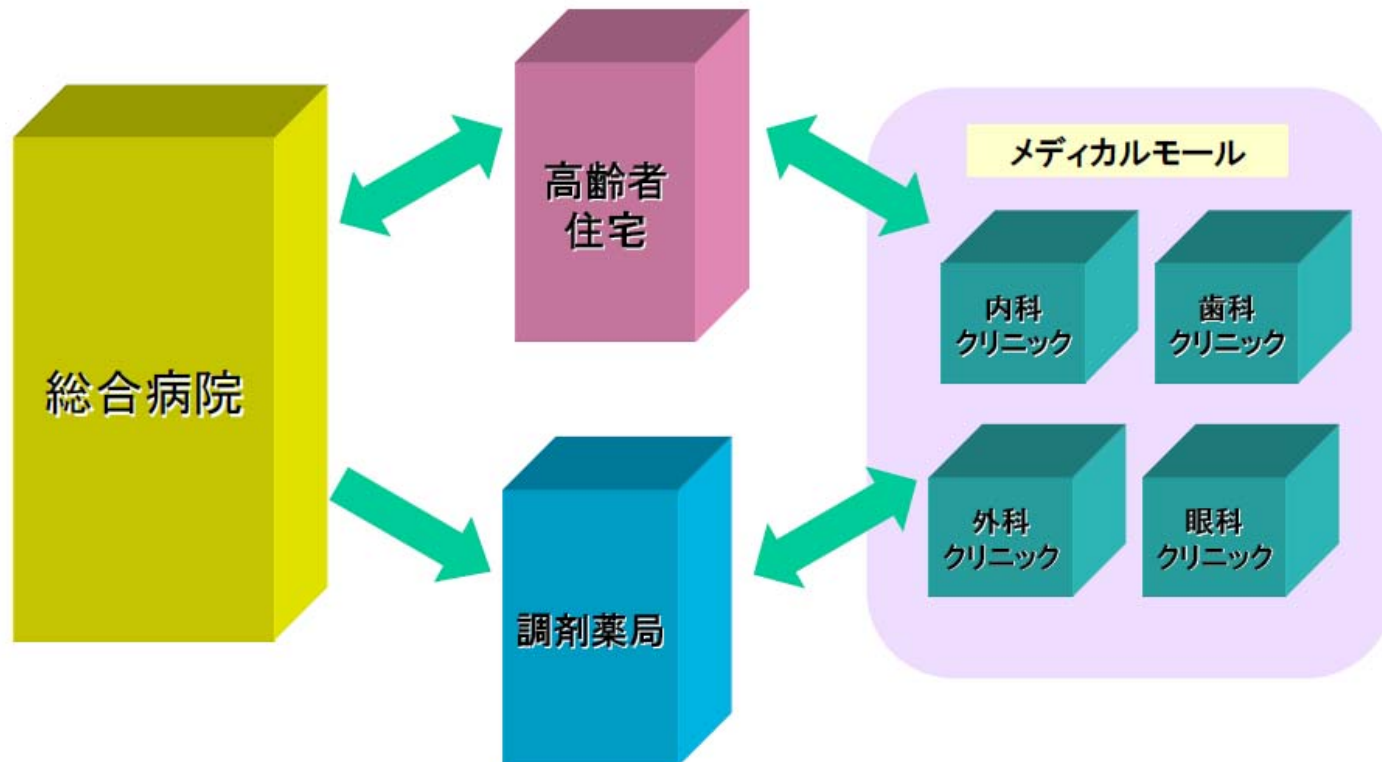 高齢者
住宅
メディカルモール
内科
クリニック
歯科
クリニック
総合病院
外科
クリニック
眼科
クリニック
調剤薬局